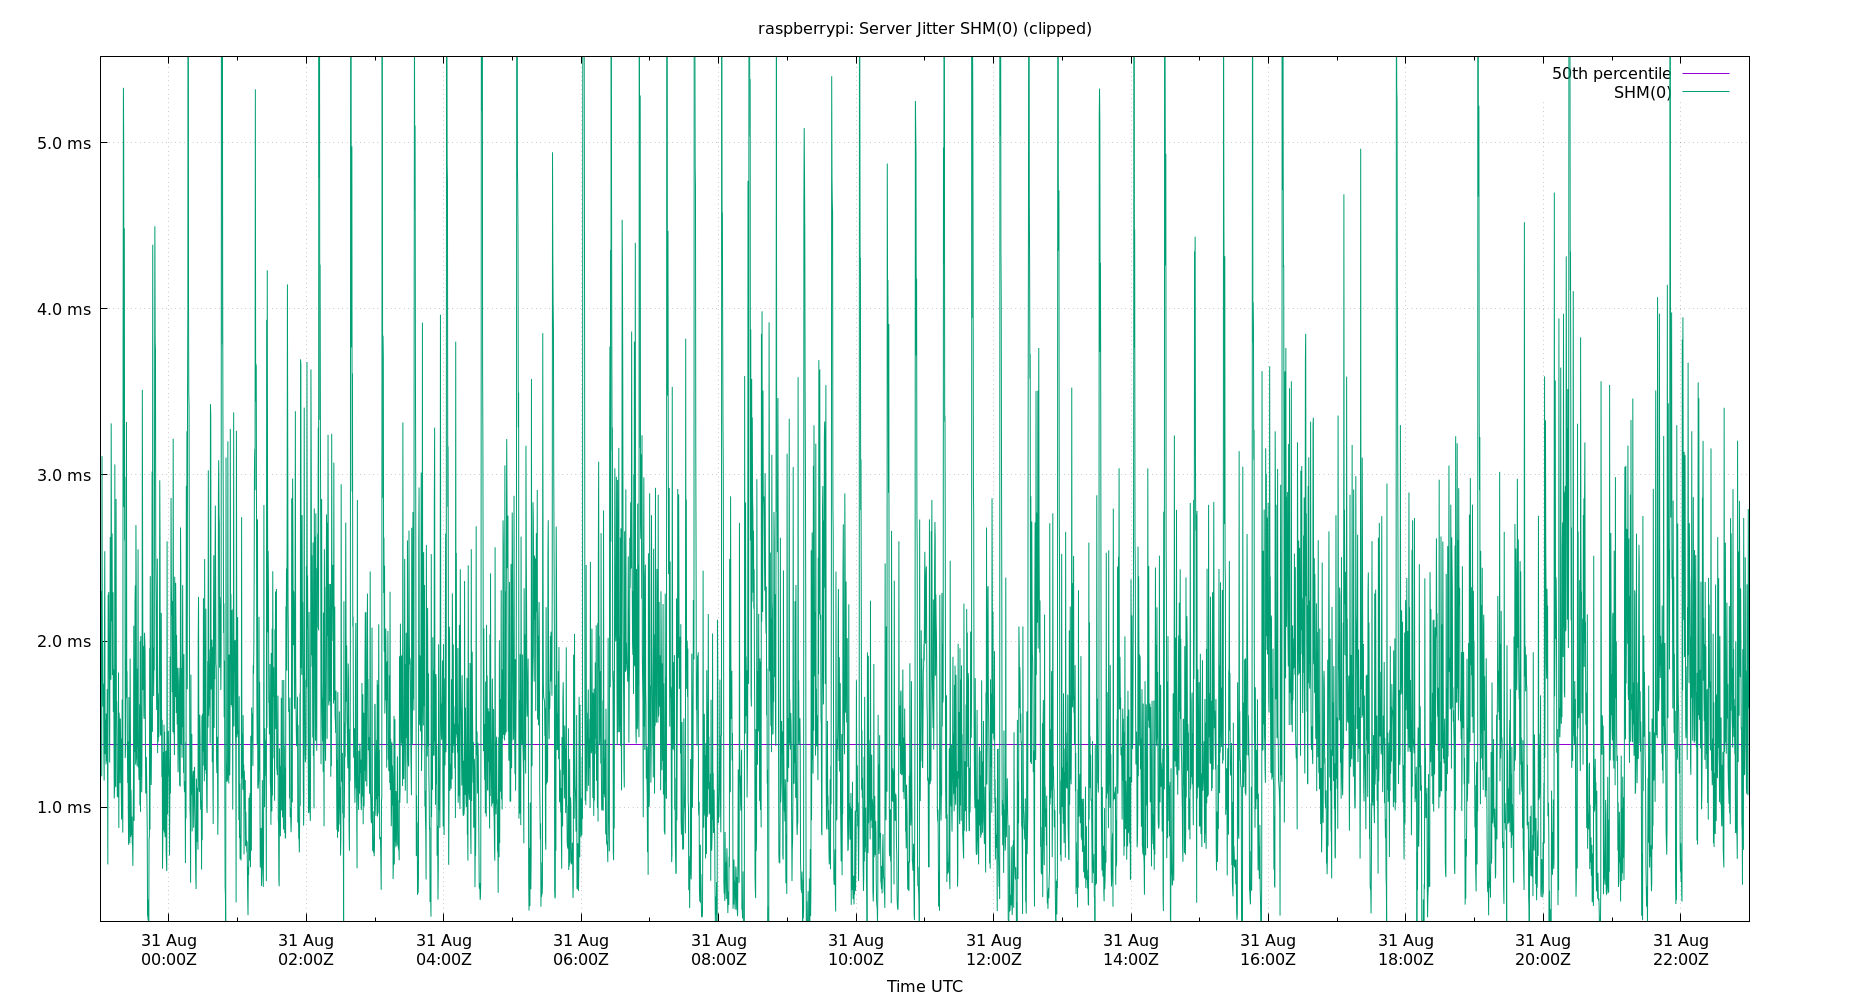 raspberrypi: Server Jitter SHM(0) (clipped)
50th percentile
SHM(0)
5.0 ms
4.0 ms
3.0 ms
2.0 ms
1.0 ms
31 Aug 31 Aug 31 Aug 31 Aug 31 Aug 31 Aug 31 Aug 31 Aug 31 Aug 31 Aug 31 Aug 31 Aug
00:00Z 02:00Z 04:00Z 06:00Z 08:00Z 10:00Z 12:00Z 14:00Z 16:00Z 18:00Z 20:00Z 22:00Z
Time UTC